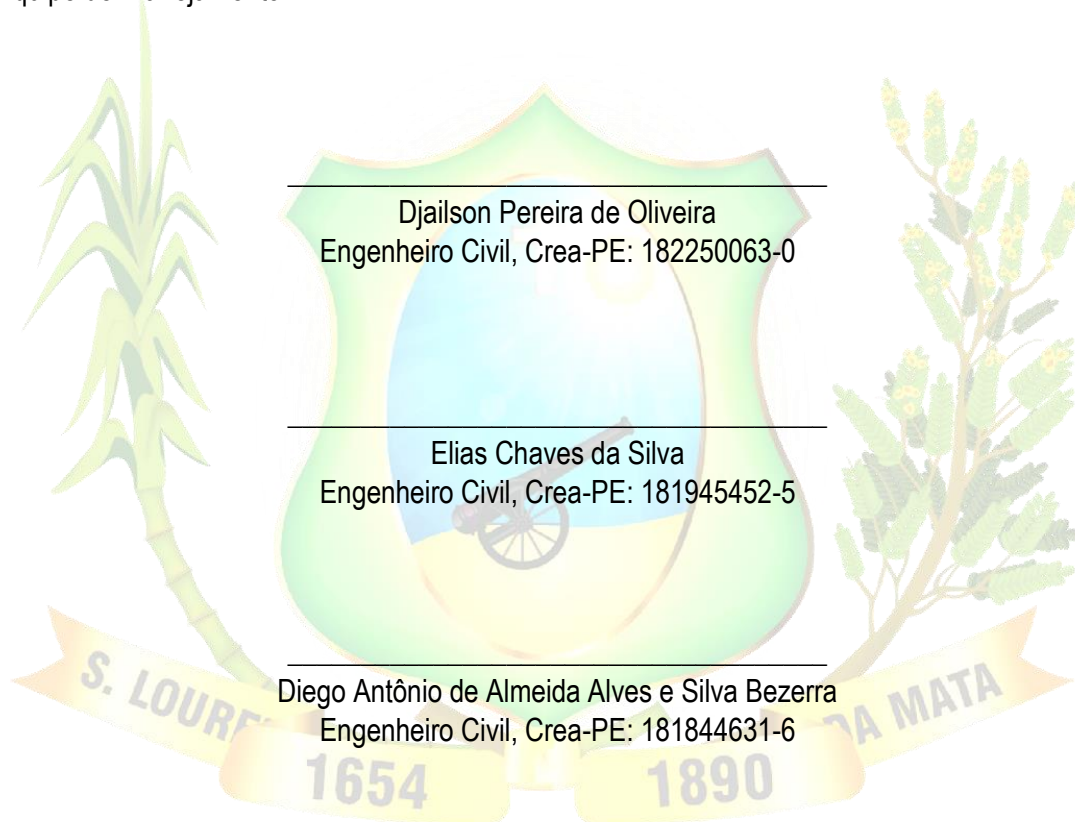 Djailson Pereira de Oliveira
Engenheiro Civil, Crea-PE: 182250063-0
Elias Chaves da Silva
Engenheiro Civil, Crea-PE: 181945452-5
Diego Antônio de Almeida Alves e Silva Bezerra
Engenheiro Civil, Crea-PE: 181844631-6
S. LOURE DA MATA
1654 1890